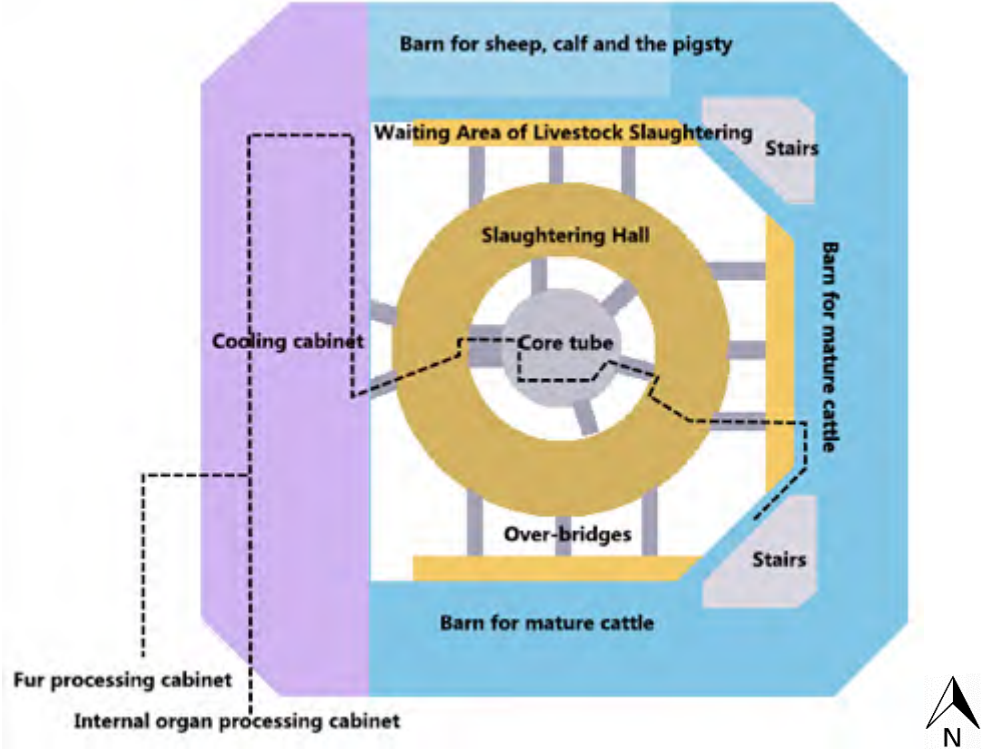 Barn for sheep, calf and the pigsty
Waiting Area of Livestock Slaughtering
Stairs
Slaughtering Hall
Barn for mature cattle
Cooling cabinet
Core tube
Over-bridges
Stairs
Barn for mature cattle
Fur processing cabinet
Internal organ processing cabinet
N